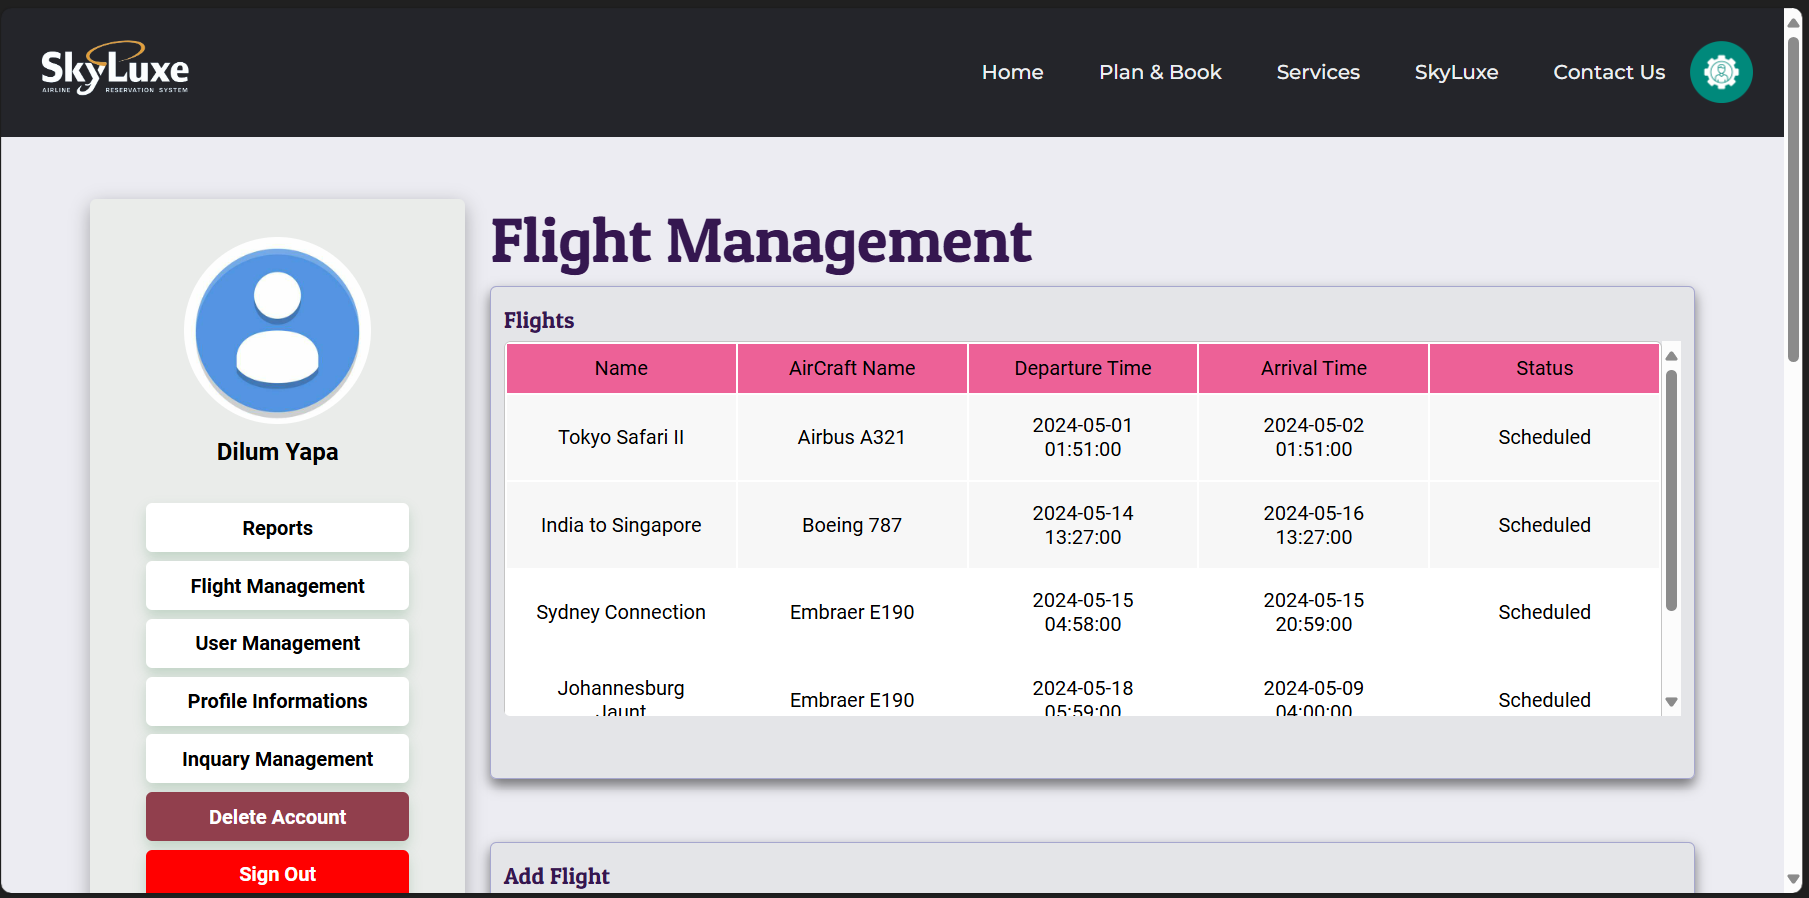 SkyLuxe
AIRLINE RESERVATION SYSTEM
Home Plan & Book Services SkyLuxe Contact Us
Dilum Yapa
Reports
Flight Management
User Management
Profile Informations
Inquary Management
Delete Account
Sign Out
Flight Management
Flights
Name AirCraft Name Departure Time Arrival Time Status
Tokyo Safari II Airbus A321 2024-05-01 01:51:00 2024-05-02 01:51:00 Scheduled
India to Singapore Boeing 787 2024-05-14 13:27:00 2024-05-16 13:27:00 Scheduled
Sydney Connection Embraer E190 2024-05-15 04:58:00 2024-05-15 20:59:00 Scheduled
Johannesburg Jaunt Embraer E190 2024-05-18 05:59:00 2024-05-09 04:00:00 Scheduled
Add Flight